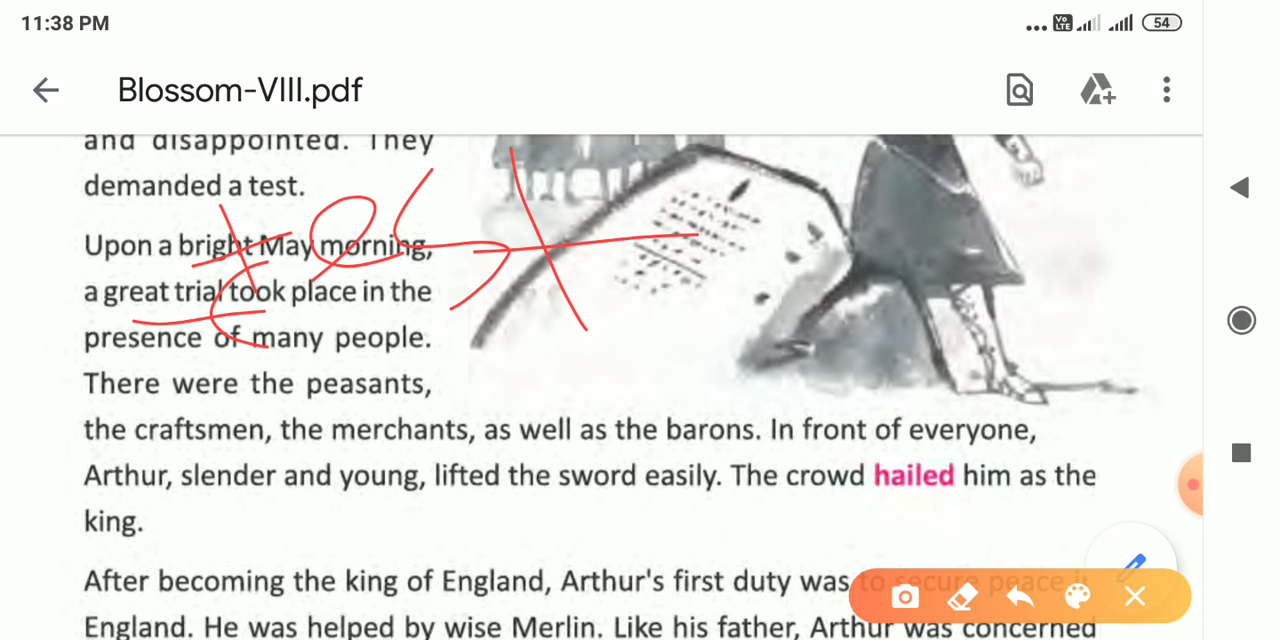 11:38 PM
Vo LTE
54
Blossom-VIII.pdf
and disappointed. They
demanded a test.
Upon a bright May morning,
a great trial took place in the
presence of many people.
There were the peasants,
the craftsmen, the merchants, as well as the barons. In front of everyone,
Arthur, slender and young, lifted the sword easily. The crowd hailed him as the
king.
After becoming the king of England, Arthur's first duty was to secure peace in
England. He was helped by wise Merlin. Like his father, Arthur was concerned
test